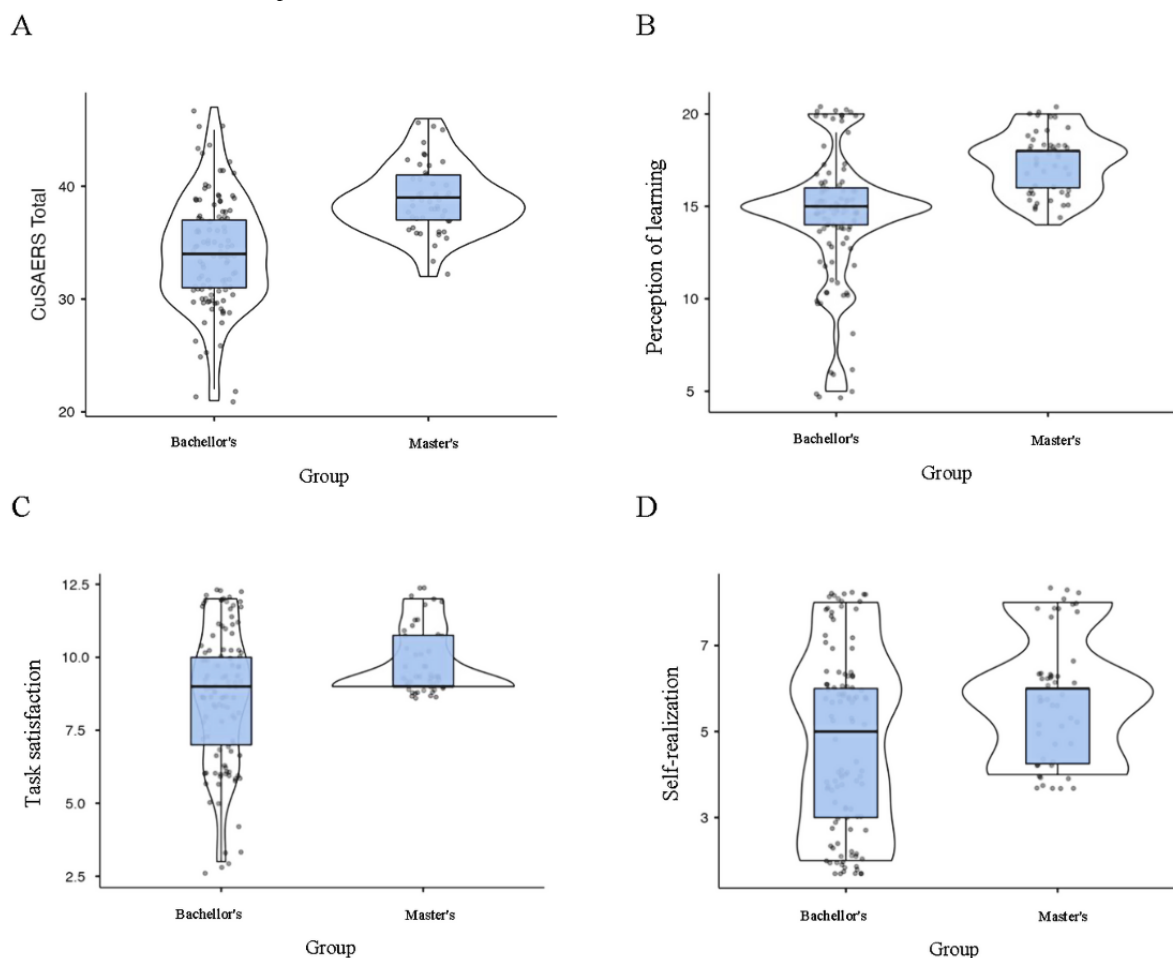 A
CuSAERS Total
40
30
20
Bachellor's Master's
Group
B
Perception of learning
20
15
10
5
Bachellor's Master's
Group
C
Task satisfaction
12.5
10.0
7.5
5.0
2.5
Bachellor's Master's
Group
D
Self-realization
7
5
3
Bachellor's Master's
Group